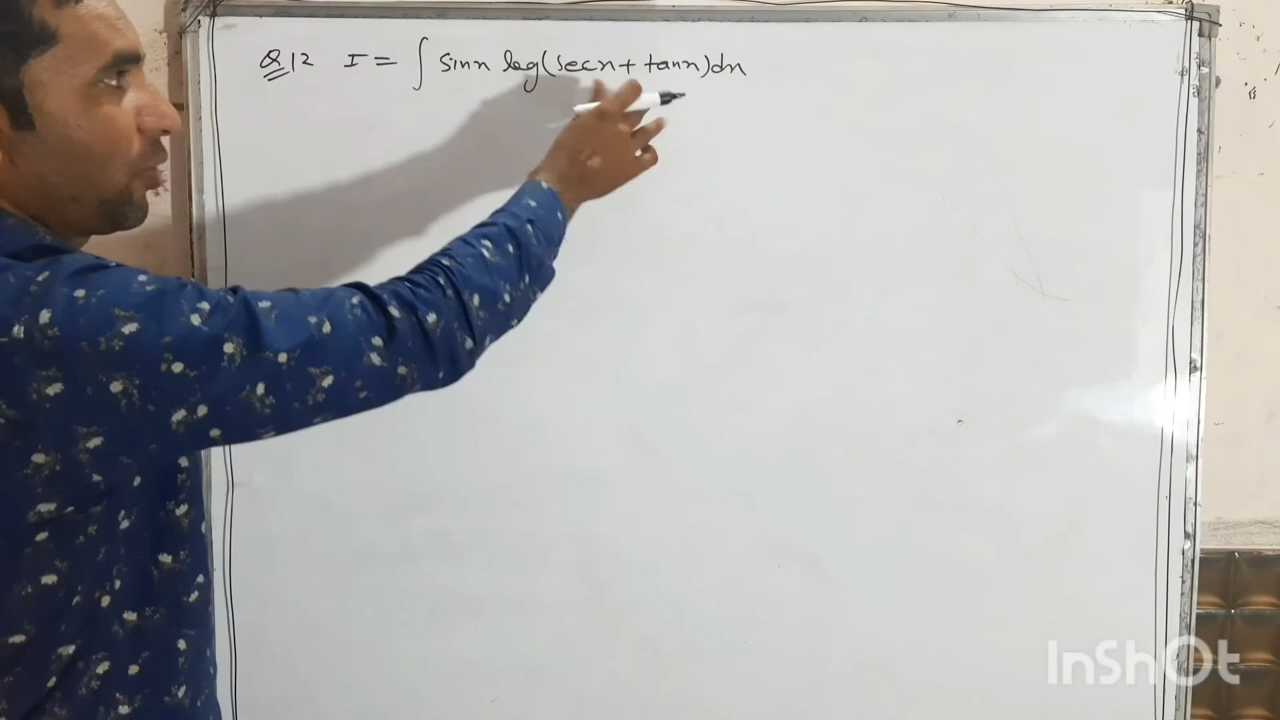 Q.12 I = ∫ sinx log(secx + tanx)dx
InShOt